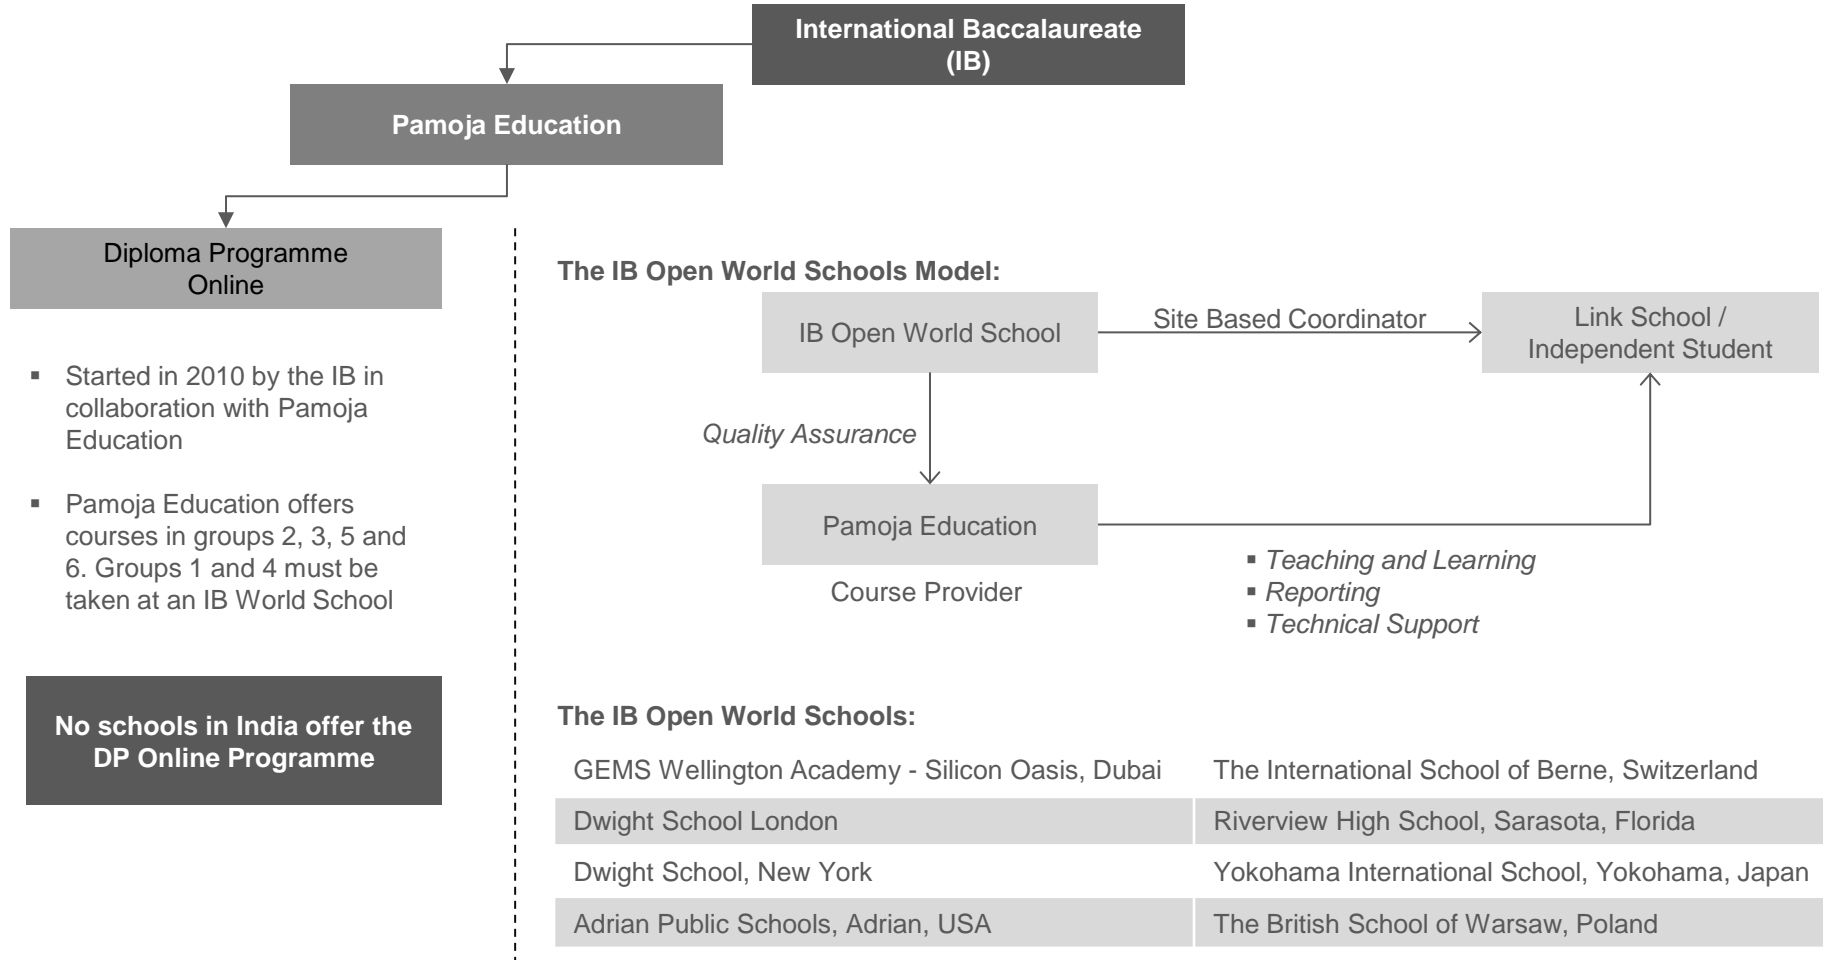 International Baccalaureate
(IB)
Pamoja Education
Diploma Programme
Online
▪ Started in 2010 by the IB in
collaboration with Pamoja
Education
▪ Pamoja Education offers
courses in groups 2, 3, 5 and
6. Groups 1 and 4 must be
taken at an IB World School
No schools in India offer the
DP Online Programme
The IB Open World Schools Model:
IB Open World School
Site Based Coordinator
Link School /
Independent Student
Quality Assurance
Pamoja Education
Course Provider
▪ Teaching and Learning
▪ Reporting
▪ Technical Support
The IB Open World Schools:
GEMS Wellington Academy - Silicon Oasis, Dubai
The International School of Berne, Switzerland
Dwight School London
Riverview High School, Sarasota, Florida
Dwight School, New York
Yokohama International School, Yokohama, Japan
Adrian Public Schools, Adrian, USA
The British School of Warsaw, Poland